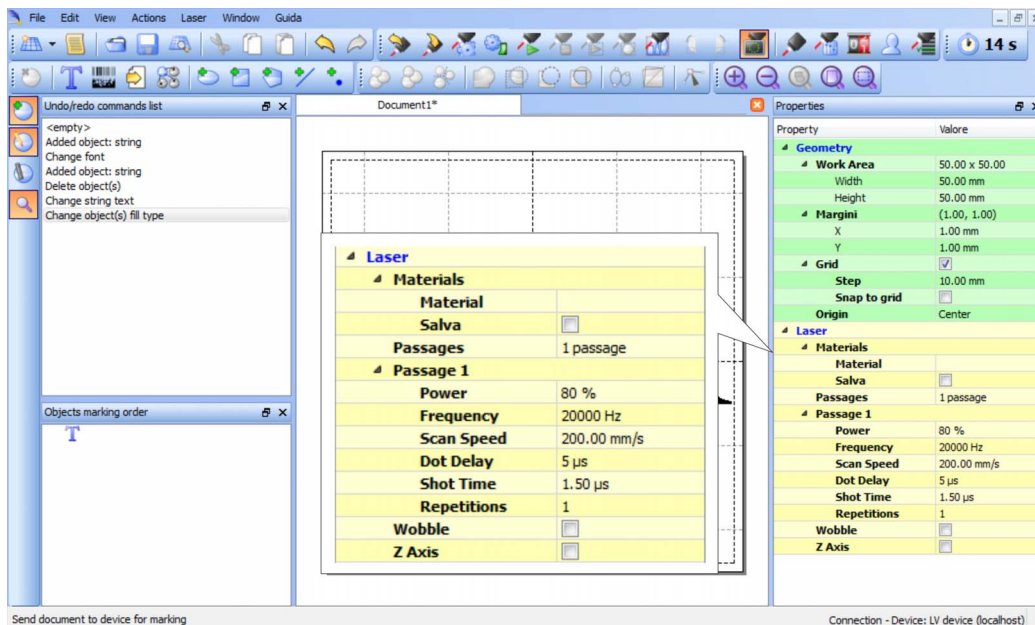 File Edit View Actions Laser Window Guida
14 s
Undo/redo commands list
<empty>
Added object: string
Change font
Added object: string
Delete object(s)
Change string text
Change object(s) fill type
Objects marking order
T
Document1*
Laser
Materials
Material
Salva
Passages 1 passage
Passage 1
Power 80 %
Frequency 20000 Hz
Scan Speed 200.00 mm/s
Dot Delay 5 µs
Shot Time 1.50 µs
Repetitions 1
Wobble
Z Axis
Properties
Property Valore
Geometry
Work Area 50.00 x 50.00
Width 50.00 mm
Height 50.00 mm
Margini (1.00, 1.00)
X 1.00 mm
Y 1.00 mm
Grid
Step 10.00 mm
Snap to grid
Origin Center
Laser
Materials
Material
Salva
Passages 1 passage
Passage 1
Power 80 %
Frequency 20000 Hz
Scan Speed 200.00 mm/s
Dot Delay 5 µs
Shot Time 1.50 µs
Repetitions 1
Wobble
Z Axis
Send document to device for marking
Connection - Device: LV device (localhost)